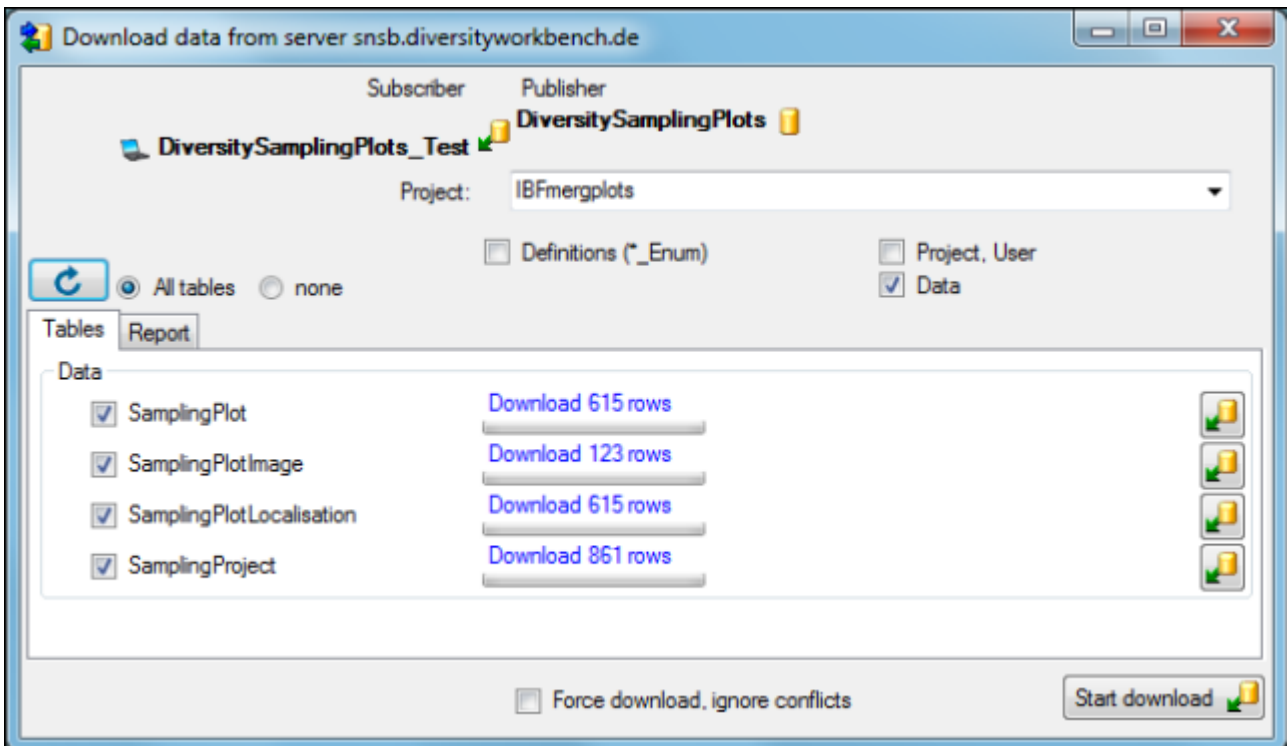 Download data from server snsb.diversityworkbench.de
Subscriber Publisher
DiversitySamplingPlots_Test DiversitySamplingPlots
Project: IBFmergplots
Definitions (*_Enum) Project, User
All tables none Data
Tables Report
Data
SamplingPlot Download 615 rows
SamplingPlotImage Download 123 rows
SamplingPlotLocalisation Download 615 rows
SamplingProject Download 861 rows
Force download, ignore conflicts Start download